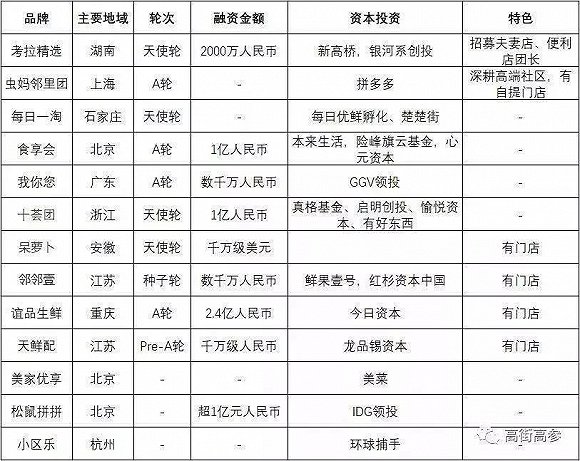 品牌 主要地域 轮次 融资金额 资本投资 特色
考拉精选 湖南 天使轮 2000万人民币 新高桥，银河系创投 招募夫妻店、便利
店团长
虫妈邻里团 上海 A轮 - 拼多多 深耕高端社区，有
自提门店
每日一淘 石家庄 天使轮 每日优鲜孵化、楚楚街 -
食享会 北京 A轮 1亿人民币 本来生活，险峰旗云基金，心
元资本 -
我你您 广东 A轮 数千万人民币 GGV领投 -
十荟团 浙江 天使轮 1亿人民币 真格基金、启明创投、愉悦资
本、有好东西 -
呆萝卜 安徽 天使轮 千万级美元 有门店
邻邻壹 江苏 种子轮 数千万人民币 鲜果壹号，红杉资本中国 有门店
谊品生鲜 重庆 A轮 2.4亿人民币 今日资本 有门店
天鲜配 江苏 Pre-A轮 千万级人民币 龙品锡资本 有门店
美家优享 北京 - - 美菜 -
松鼠拼拼 北京 - 超1亿元人民币 IDG领投 -
小区乐 杭州 - - 环球捕手
高街高参